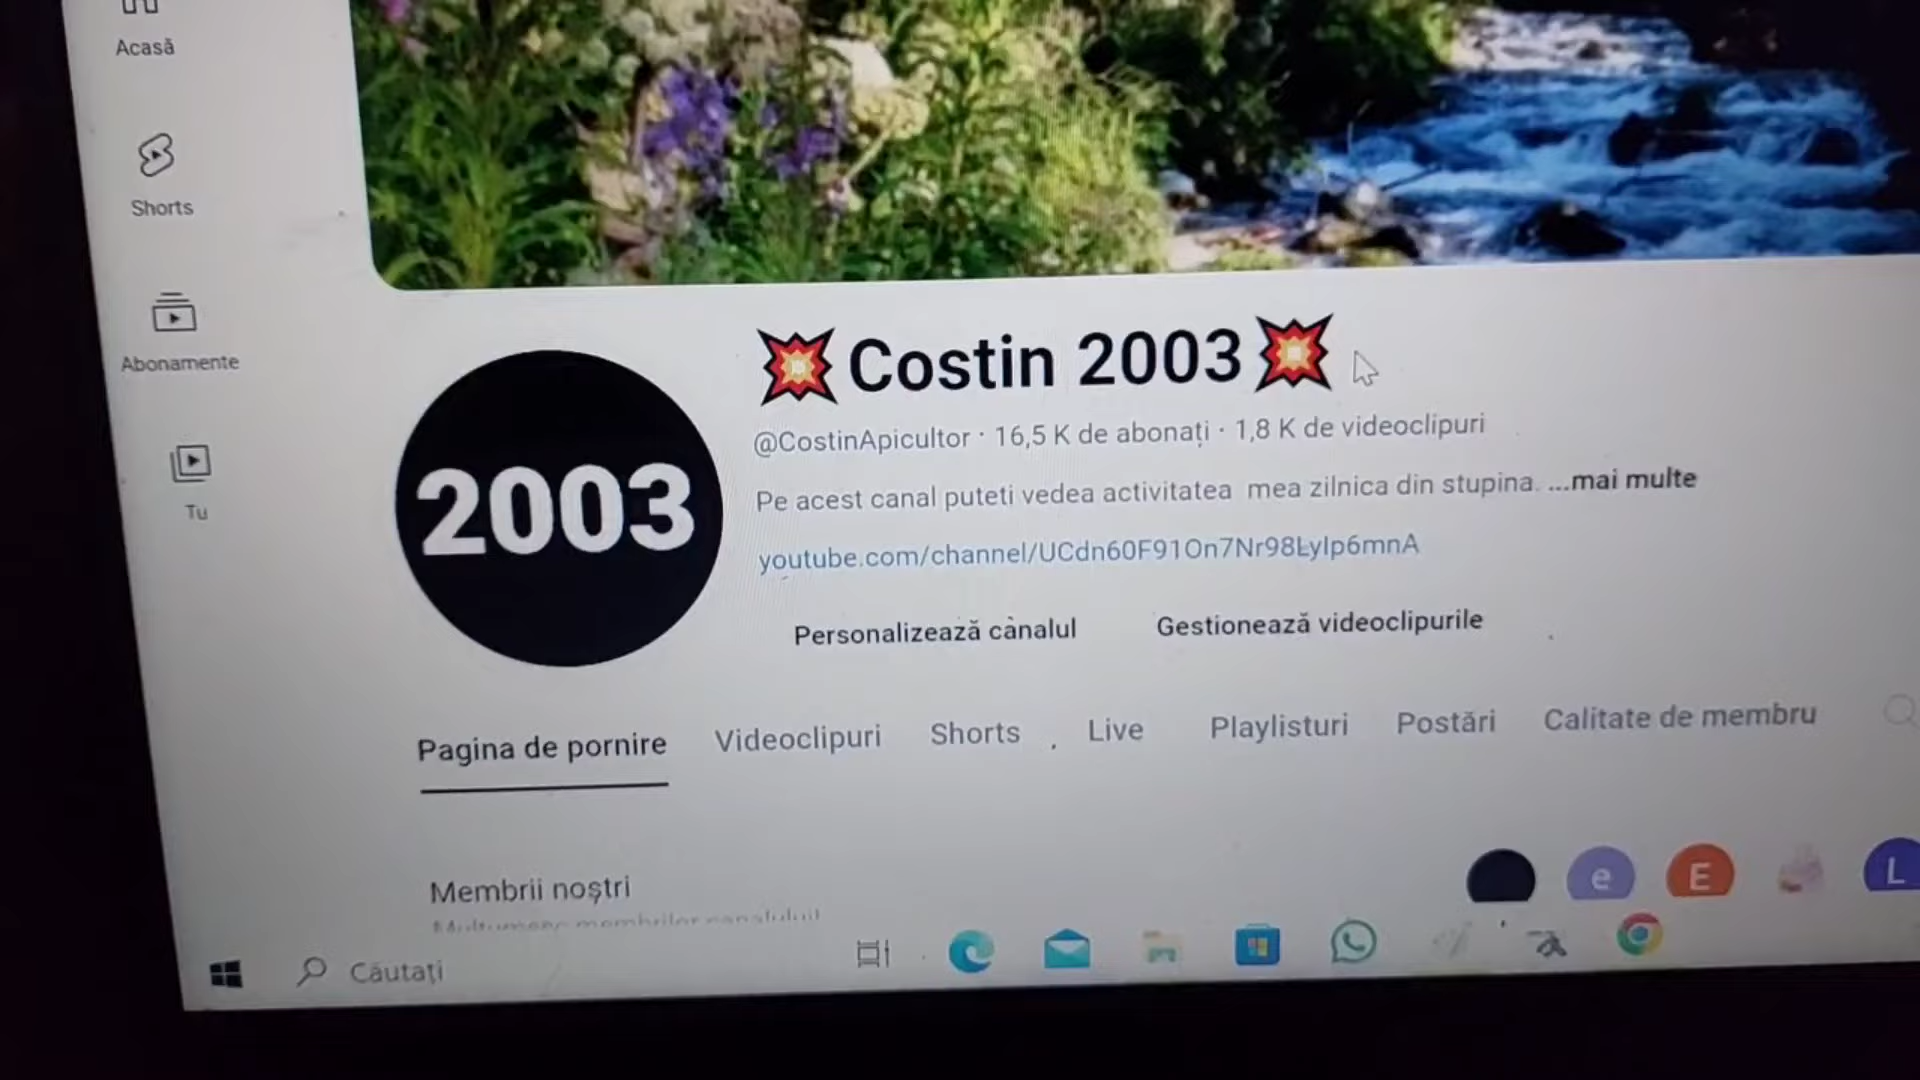 Acasă
Shorts
Abonamente
Tu
2003
💥Costin 2003💥
@CostinApicultor · 16,5 K de abonați · 1,8 K de videoclipuri
Pe acest canal puteti vedea activitatea mea zilnica din stupina. ...mai multe
youtube.com/channel/UCdn60F91On7Nr98LyIp6mnA
Personalizează canalul
Gestionează videoclipurile
Pagina de pornire
Videoclipuri
Shorts
Live
Playlisturi
Postări
Calitate de membru
Membrii noștri
e
E
L
Căutați